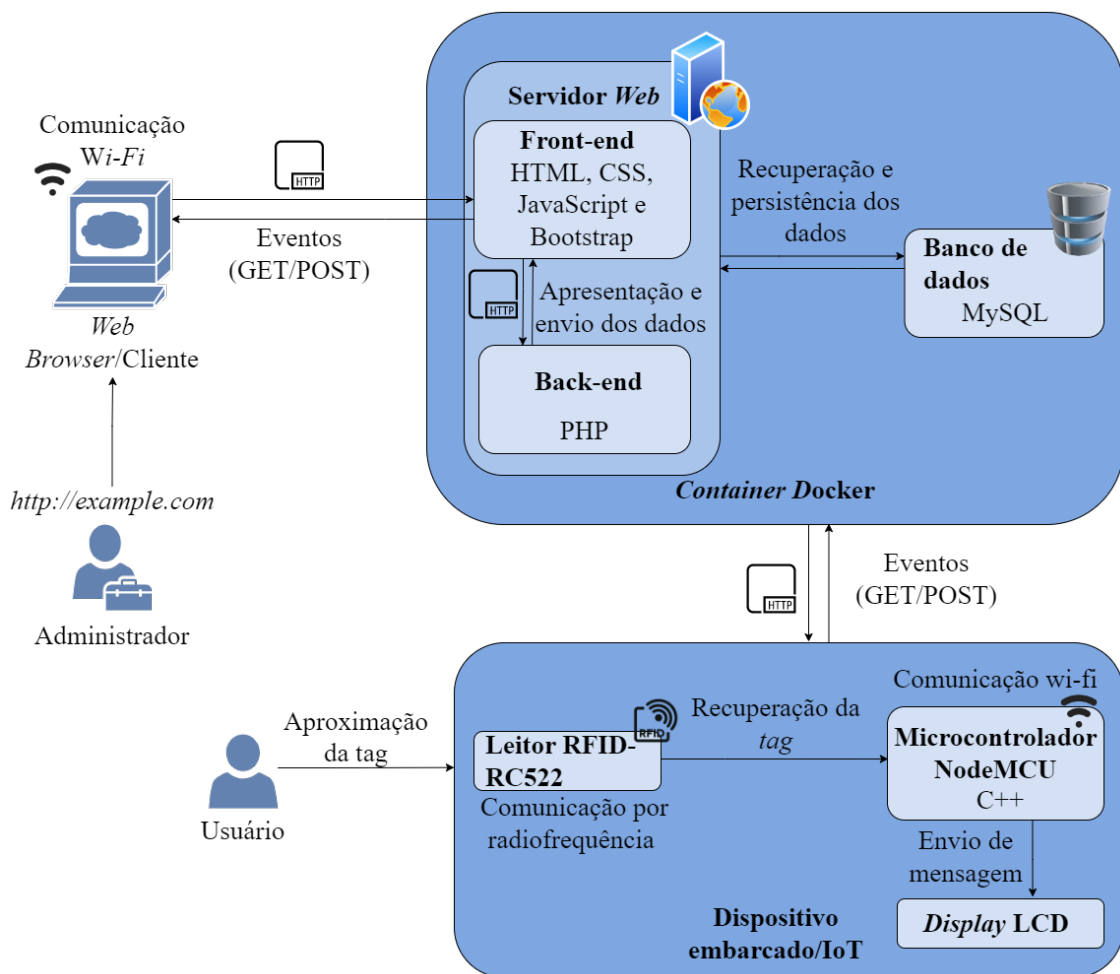 Servidor Web
Front-end
HTML, CSS,
JavaScript e
Bootstrap
Comunicação
Wi-Fi
HTTP
Eventos
(GET/POST)
Web
Browser/Cliente
HTTP
Apresentação e
envio dos dados
Back-end
PHP
Recuperação e
persistência dos
dados
Banco de
dados
MySQL
Container Docker
http://example.com
Administrador
HTTP
Eventos
(GET/POST)
Usuário
Aproximação
da tag
Leitor RFID-
RC522
RFID
Comunicação por
radiofrequência
Recuperação da
tag
Comunicação wi-fi
Microcontrolador
NodeMCU
C++
Envio de
mensagem
Display LCD
Dispositivo
embarcado/IoT